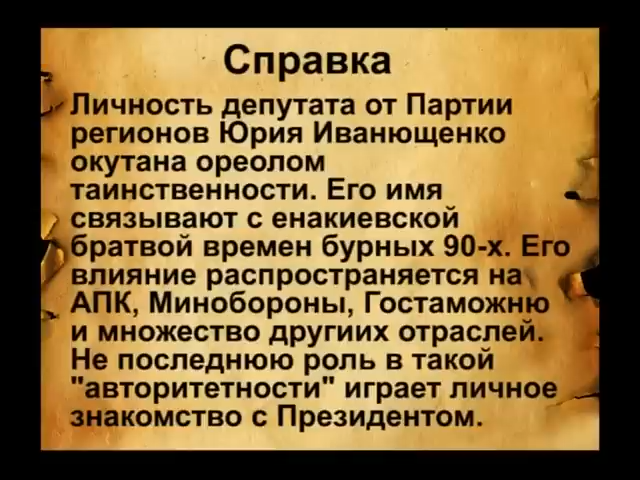 Справка
Личность депутата от Партии
регионов Юрия Иванющенко
окутана ореолом
таинственности. Его имя
связывают с енакиевской
братвой времен бурных 90-х. Его
влияние распространяется на
АПК, Минобороны, Гостаможню
и множество другиих отраслей.
Не последнюю роль в такой
"авторитетности" играет личное
знакомство с Президентом.